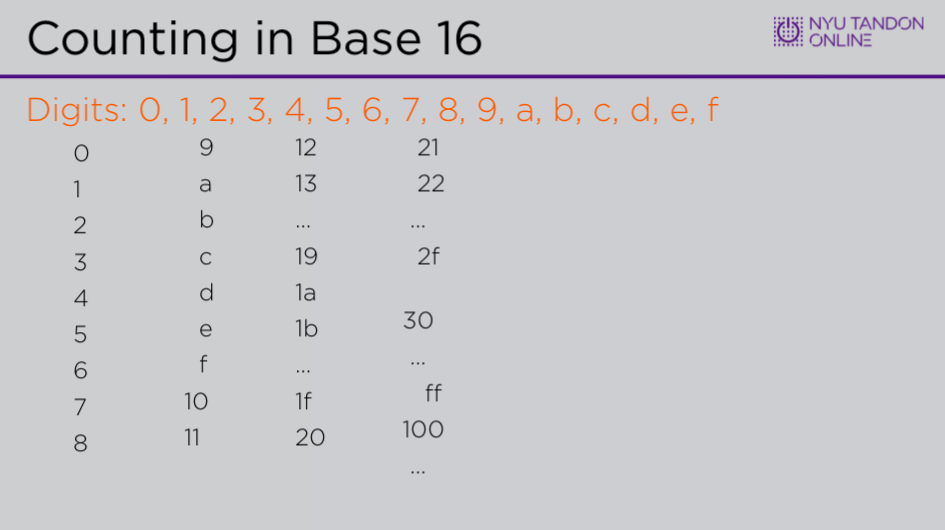 Counting in Base 16
NYU TANDON
ONLINE
Digits: 0, 1, 2, 3, 4, 5, 6, 7, 8, 9, a, b, c, d, e, f
0
1
2
3
4
5
6
7
8
9
a
b
c
d
e
f
10
11
12
13
...
19
1a
1b
...
1f
20
21
22
...
2f
30
...
ff
100
...